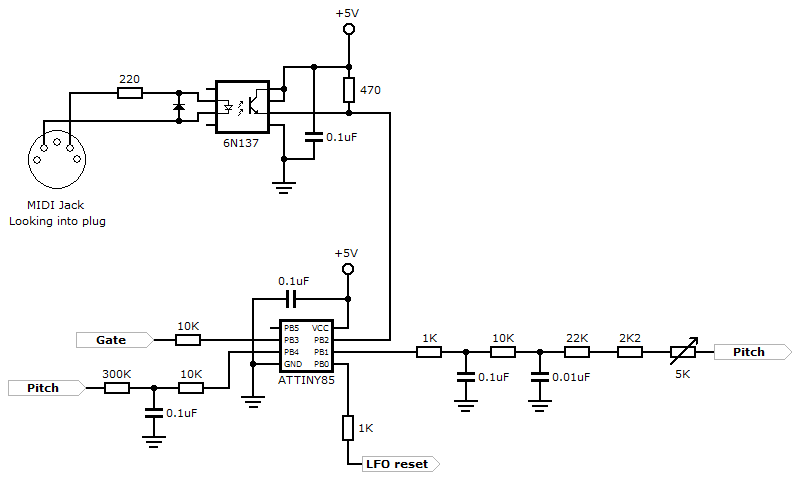 +5V
220
470
0.1uF
6N137
MIDI Jack
Looking into plug
+5V
0.1uF
Gate
10K
PB5
VCC
PB3
PB2
PB4
PB1
GND
PB0
ATTINY85
1K
10K
22K
2K2
Pitch
0.1uF
0.01uF
5K
Pitch
300K
10K
0.1uF
1K
LFO reset